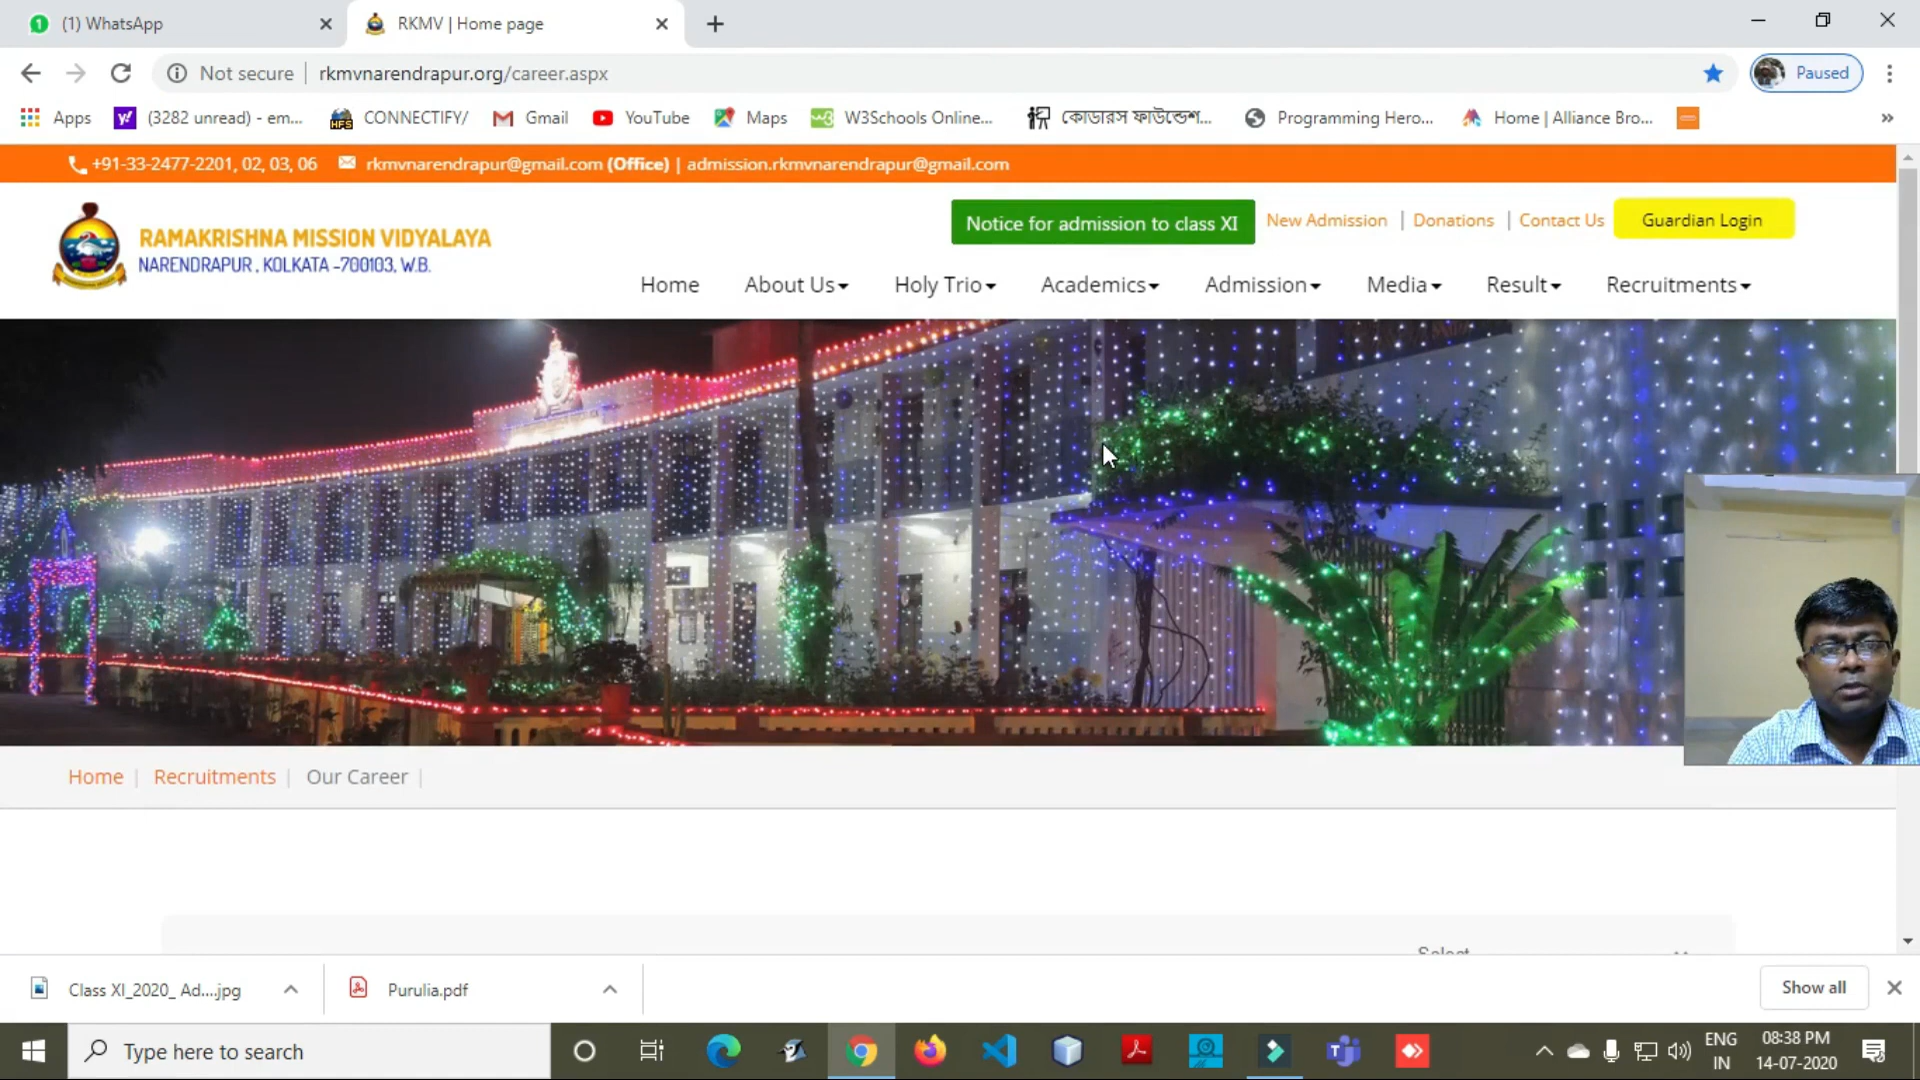 (1) WhatsApp
RKMV | Home page
Not secure
rkmvnarendrapur.org/career.aspx
Paused
Apps
(3282 unread) - em...
CONNECTIFY/
Gmail
YouTube
Maps
W3Schools Online...
কোডারস ফাউন্ডেশ...
Programming Hero...
Home | Alliance Bro...
+91-33-2477-2201, 02, 03, 06 rkmvnarendrapur@gmail.com (Office) | admission.rkmvnarendrapur@gmail.com
RAMAKRISHNA MISSION VIDYALAYA
NARENDRAPUR , KOLKATA -700103, W.B.
Notice for admission to class XI
New Admission | Donations | Contact Us
Guardian Login
Home
About Us
Holy Trio
Academics
Admission
Media
Result
Recruitments
Home | Recruitments | Our Career |
Select
Class XI_2020_ Ad....jpg
Purulia.pdf
Show all
Type here to search
ENG
IN
08:38 PM
14-07-2020